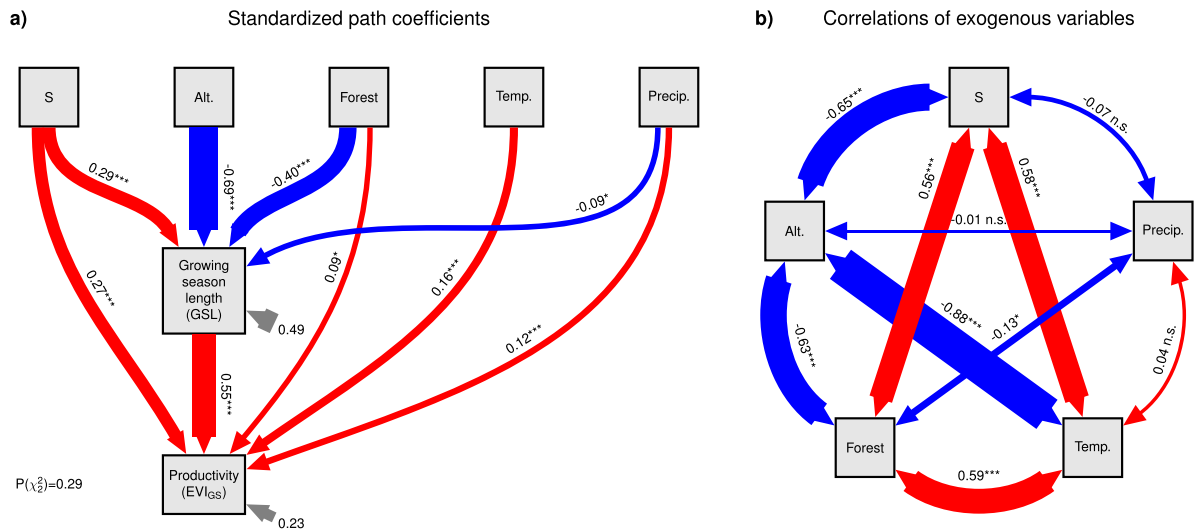 a)
Standardized path coefficients
S
Alt.
Forest
Temp.
Precip.
0.29***
-0.69***
-0.40***
-0.09*
Growing
season
length
(GSL)
0.27***
0.09*
0.16***
0.49
0.12***
0.55***
Productivity
(EVIGS)
P(χ²₂)=0.29
0.23
b)
Correlations of exogenous variables
S
-0.65***
-0.07 n.s.
0.56***
0.58***
Alt.
-0.01 n.s.
Precip.
-0.88***
-0.13*
-0.63***
0.04 n.s.
Forest
Temp.
0.59***